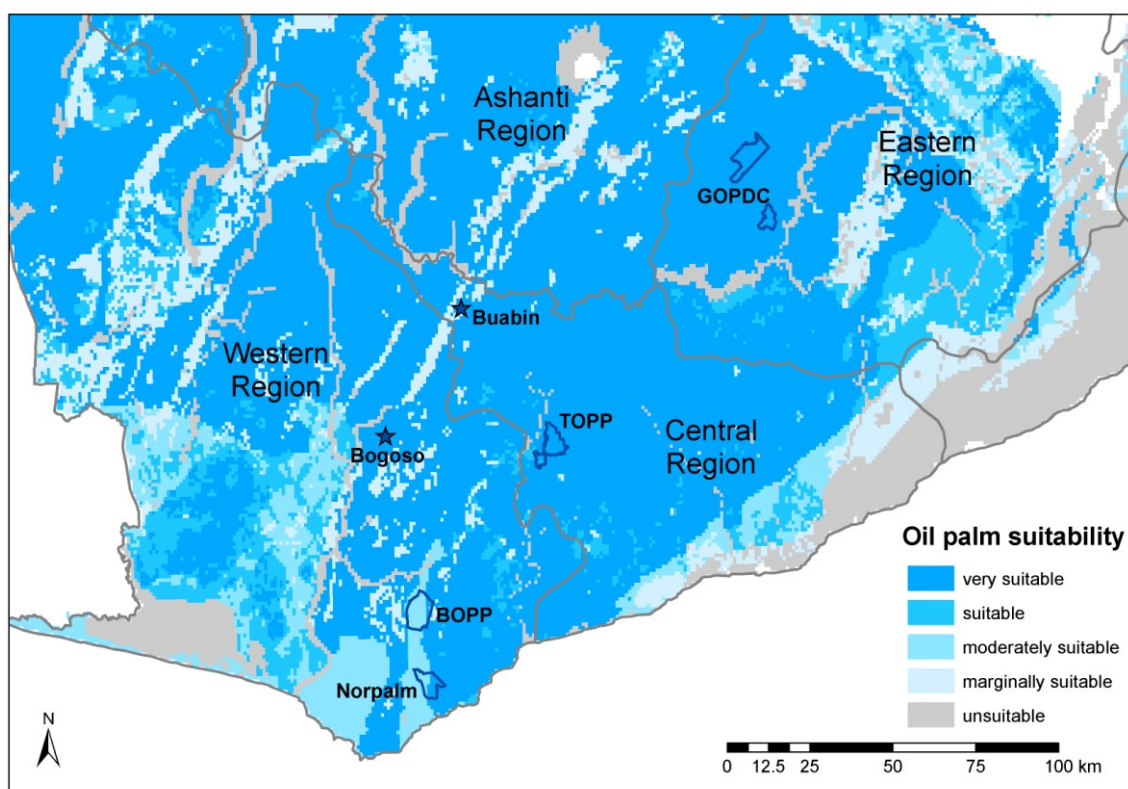 Ashanti
Region
Eastern
Region
GOPDC
Buabin
Western
Region
TOPP
Central
Region
Bogoso
BOPP
Norpalm
Oil palm suitability
very suitable
suitable
moderately suitable
marginally suitable
unsuitable
N
0 12.5 25 50 75 100 km